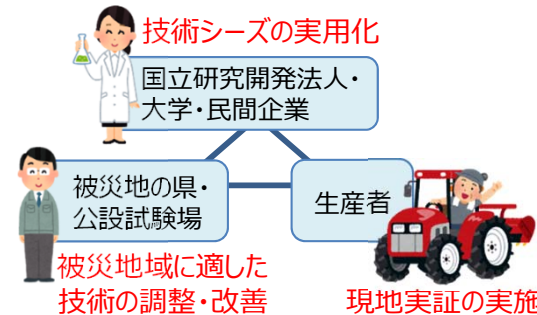 技術シーズの実用化
国立研究開発法人・
大学・民間企業
被災地の県・
公設試験場
生産者
被災地域に適した
技術の調整・改善
現地実証の実施